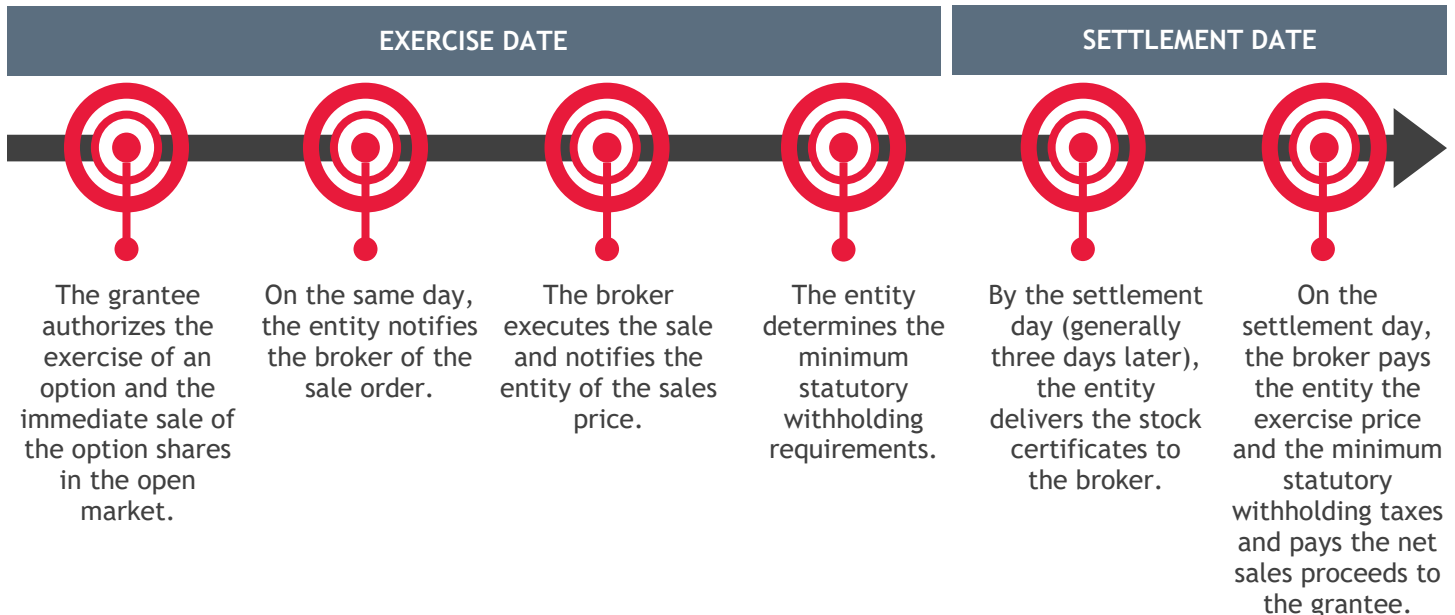 EXERCISE DATE
SETTLEMENT DATE
The grantee
authorizes the
exercise of an
option and the
immediate sale of
the option shares
in the open
market.
On the same day,
the entity notifies
the broker of the
sale order.
The broker
executes the sale
and notifies the
entity of the sales
price.
The entity
determines the
minimum
statutory
withholding
requirements.
By the settlement
day (generally
three days later),
the entity
delivers the stock
certificates to
the broker.
On the
settlement day,
the broker pays
the entity the
exercise price
and the minimum
statutory
withholding taxes
and pays the net
sales proceeds to
the grantee.